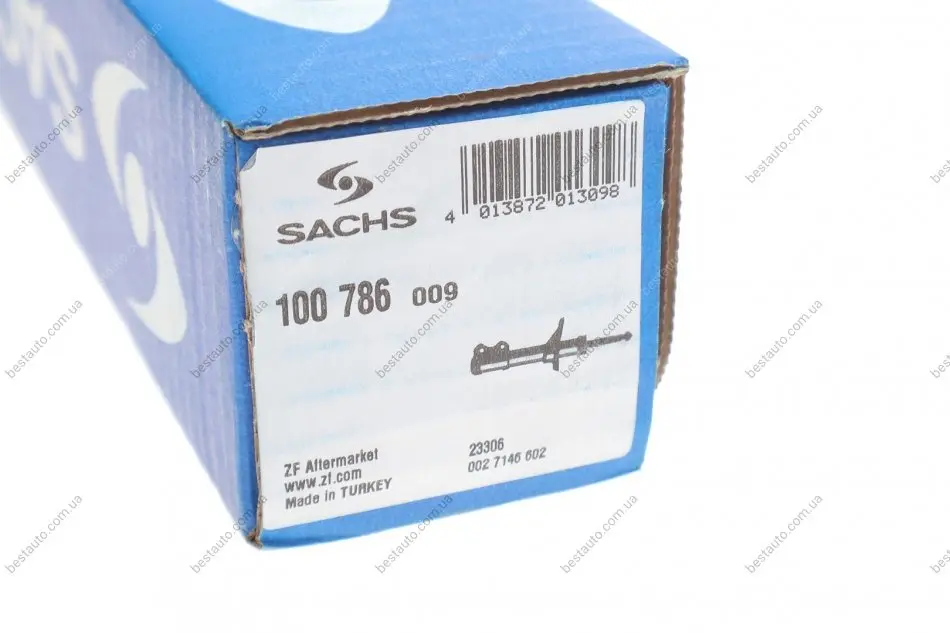 SACHS
SACHS
4 013872 013098
100 786 009
ZF Aftermarket
www.zf.com
Made in TURKEY
23306
002 7146 602
bestauto.com.ua